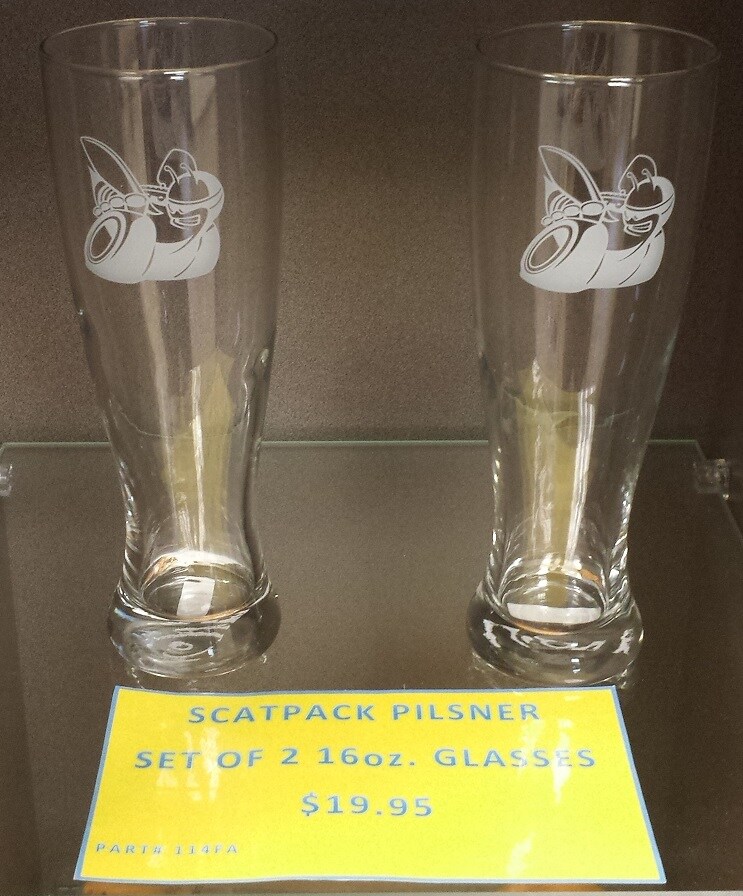 SCATPACK PILSNER
SET OF 2 16oz. GLASSES
$19.95
PART# 114FA